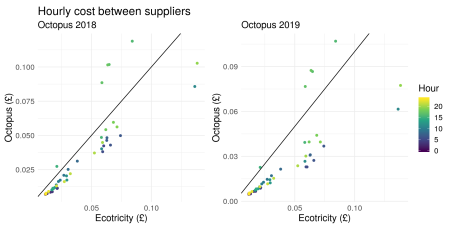 Hourly cost between suppliers
Octopus 2018
Octopus 2019
0.100
0.075
0.050
0.025
Octopus (£)
0.05
0.10
Ecotricity (£)
0.09
0.06
0.03
0.00
Octopus (£)
0.05
0.10
Ecotricity (£)
Hour
20
15
10
5
0